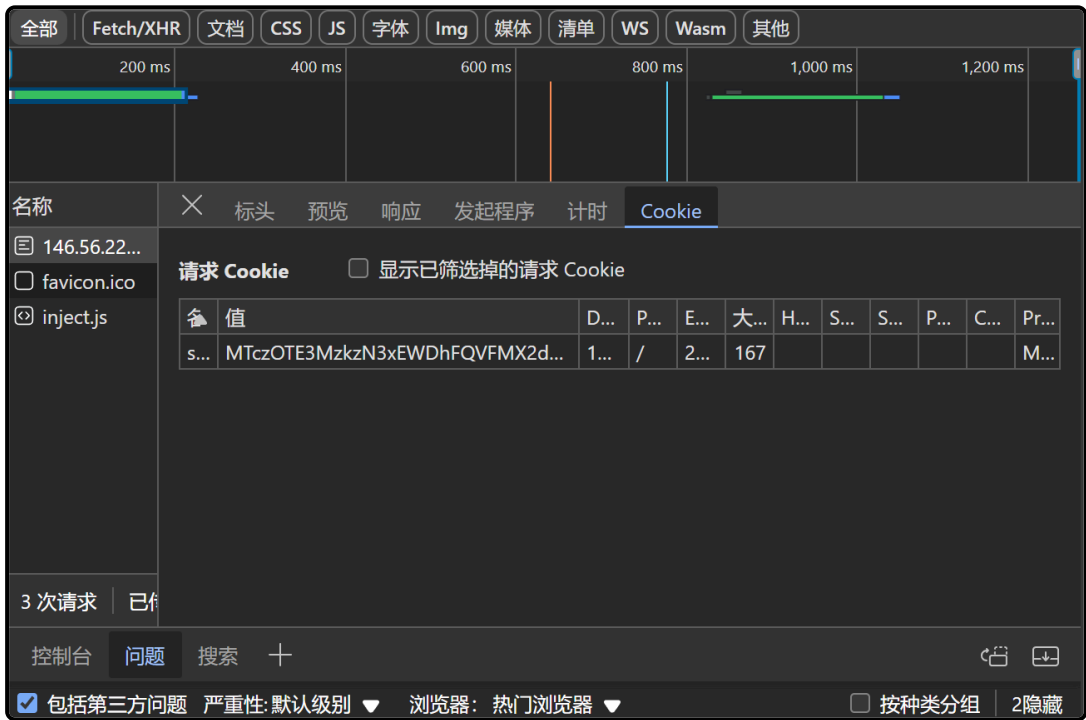 全部 Fetch/XHR 文档 CSS JS 字体 Img 媒体 清单 WS Wasm 其他
200 ms 400 ms 600 ms 800 ms 1,000 ms 1,200 ms
名称 标头 预览 响应 发起程序 计时 Cookie
146.56.22...
请求 Cookie 显示已筛选掉的请求 Cookie
favicon.ico
inject.js
值 D... P... E... 大... H... S... S... P... C... Pr...
s... MTczOTE3MzkzN3xEWDhFQVFMX2d... 1... / 2... 167 M...
3 次请求
控制台 问题 搜索
包括第三方问题 严重性: 默认级别 浏览器: 热门浏览器 按种类分组 2隐藏